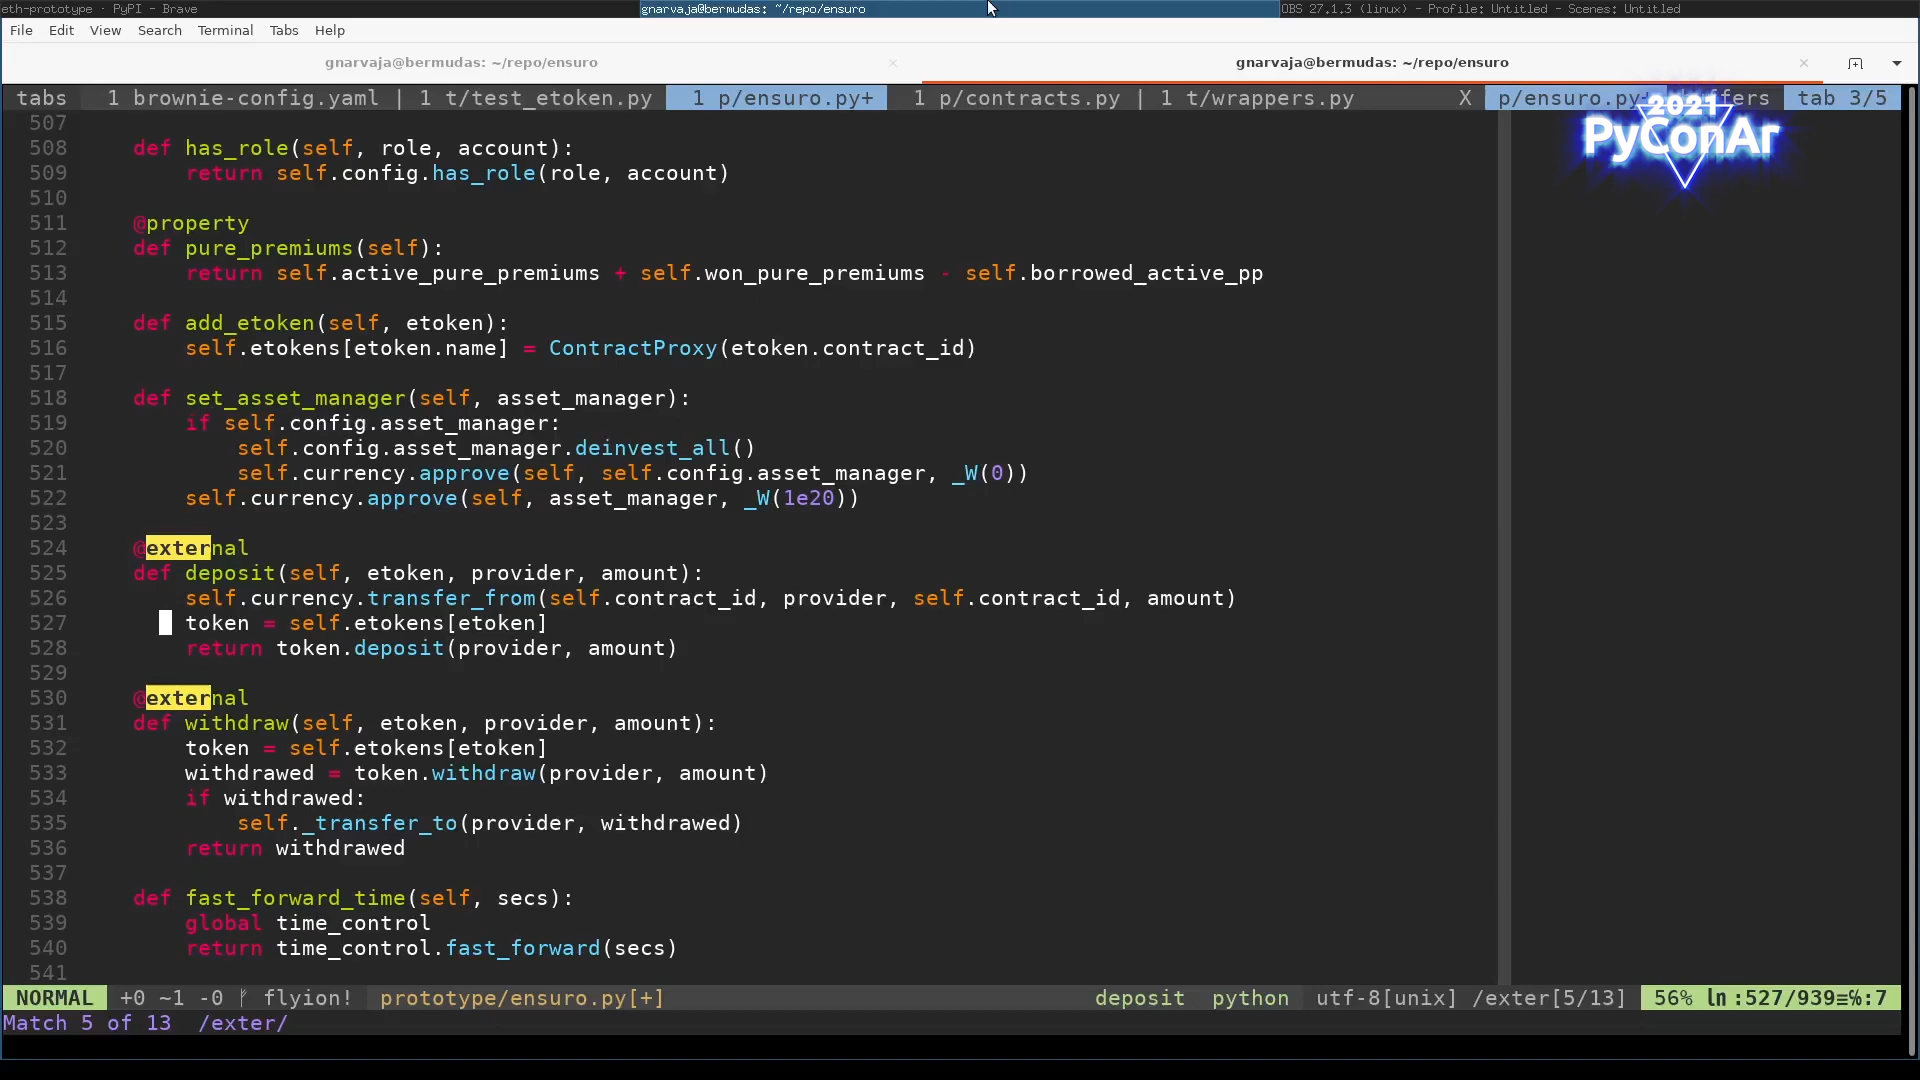 eth-prototype · PyPI - Brave
gnarvaja@bermudas: ~/repo/ensuro
OBS 27.1.3 (linux) - Profile: Untitled - Scenes: Untitled
File Edit View Search Terminal Tabs Help
gnarvaja@bermudas: ~/repo/ensuro ×
gnarvaja@bermudas: ~/repo/ensuro ×
tabs 1 brownie-config.yaml | 1 t/test_etoken.py 1 p/ensuro.py+ 1 p/contracts.py | 1 t/wrappers.py X p/ensuro.py tab 3/5
2021
PyConAr
507
508 def has_role(self, role, account):
509 return self.config.has_role(role, account)
510
511 @property
512 def pure_premiums(self):
513 return self.active_pure_premiums + self.won_pure_premiums - self.borrowed_active_pp
514
515 def add_etoken(self, etoken):
516 self.etokens[etoken.name] = ContractProxy(etoken.contract_id)
517
518 def set_asset_manager(self, asset_manager):
519 if self.config.asset_manager:
520 self.config.asset_manager.deinvest_all()
521 self.currency.approve(self, self.config.asset_manager, _W(0))
522 self.currency.approve(self, asset_manager, _W(1e20))
523
524 @external
525 def deposit(self, etoken, provider, amount):
526 self.currency.transfer_from(self.contract_id, provider, self.contract_id, amount)
527 token = self.etokens[etoken]
528 return token.deposit(provider, amount)
529
530 @external
531 def withdraw(self, etoken, provider, amount):
532 token = self.etokens[etoken]
533 withdrawed = token.withdraw(provider, amount)
534 if withdrawed:
535 self._transfer_to(provider, withdrawed)
536 return withdrawed
537
538 def fast_forward_time(self, secs):
539 global time_control
540 return time_control.fast_forward(secs)
541
NORMAL +0 ~1 -0 ᚠ flyion! prototype/ensuro.py[+] deposit python utf-8[unix] /exter[5/13] 56% ln:527/939≡℅:7
Match 5 of 13 /exter/